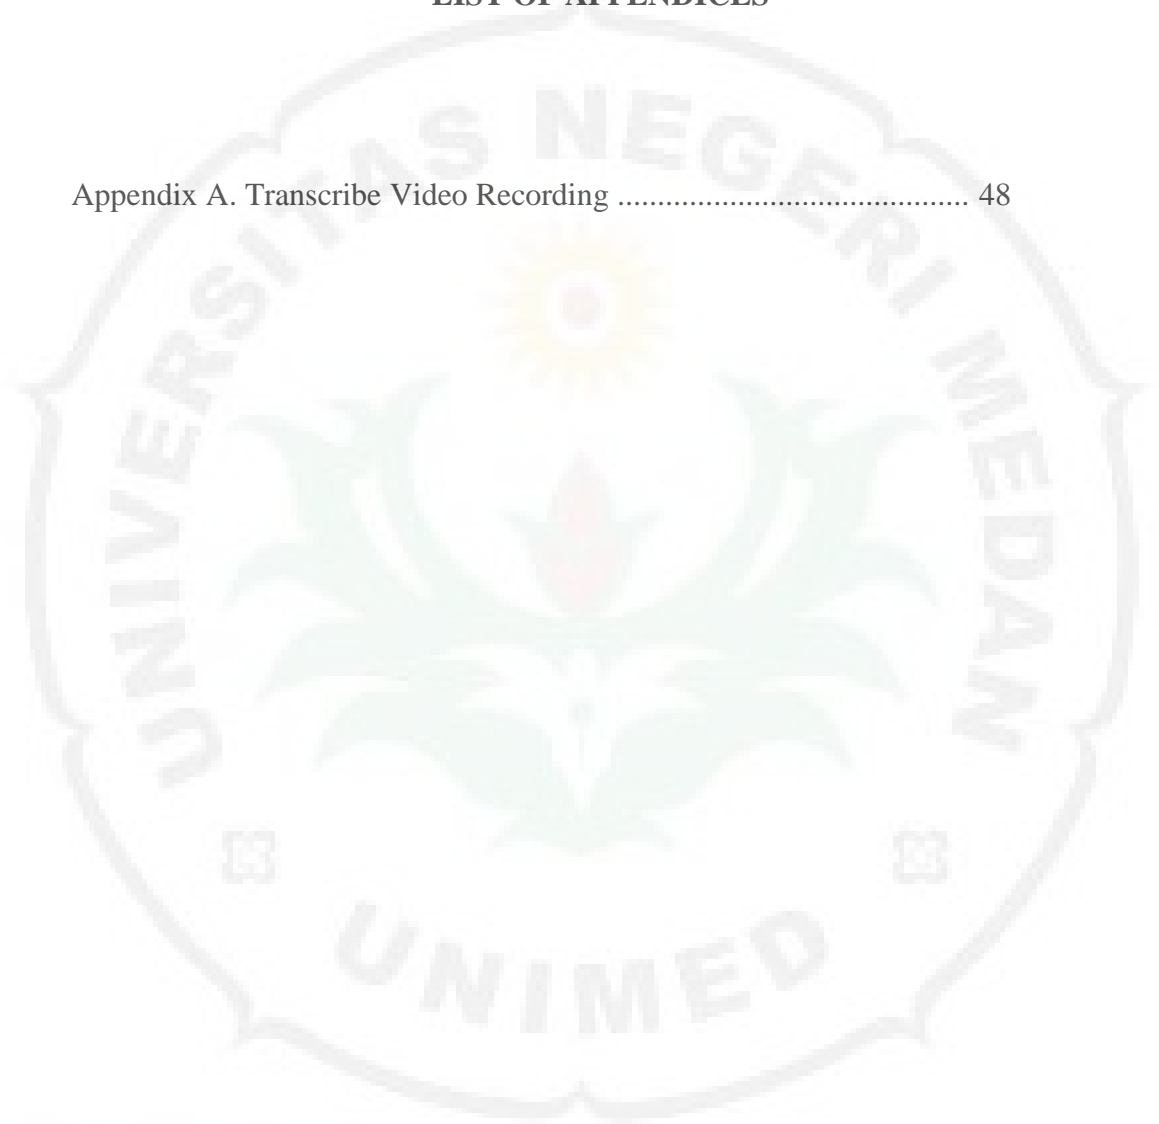 LIST OF APPENDICES
Appendix A. Transcribe Video Recording ............................................ 48
UNIVERSITAS NEGERI MEDAN
UNIMED